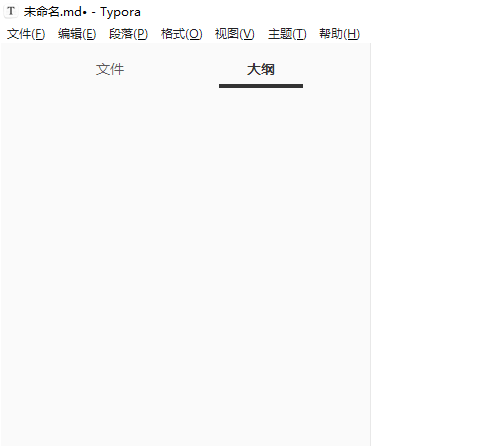 T 未命名.md• - Typora
文件(F) 编辑(E) 段落(P) 格式(O) 视图(V) 主题(T) 帮助(H)
文件 大纲